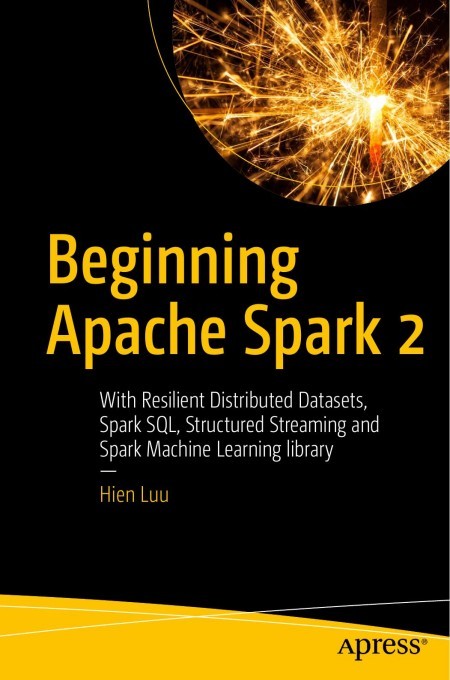 Beginning
Apache Spark 2
With Resilient Distributed Datasets,
Spark SQL, Structured Streaming and
Spark Machine Learning library
—
Hien Luu
Apress®